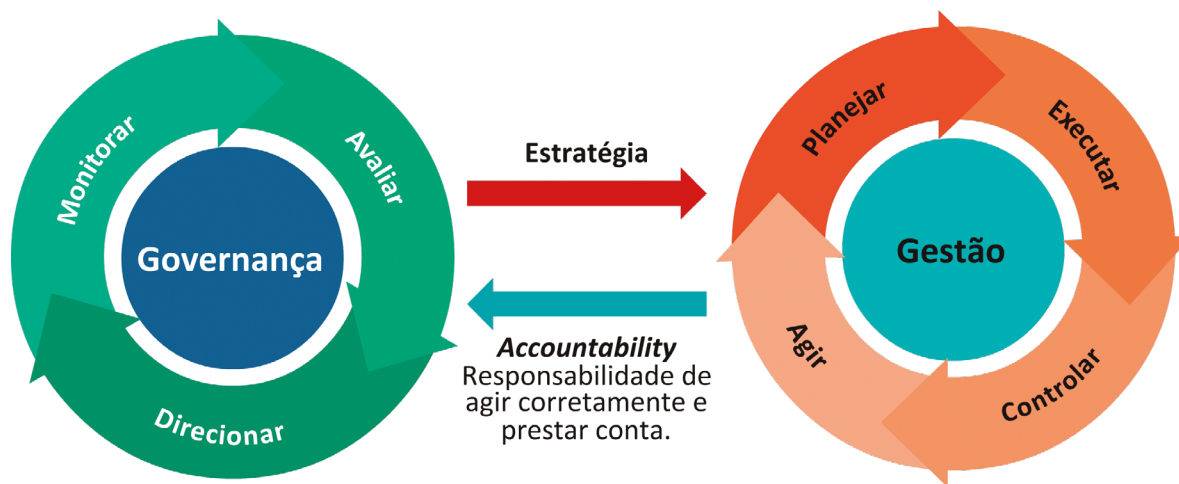 Monitorar
Avaliar
Direcionar
Governança
Estratégia
Accountability
Responsabilidade de
agir corretamente e
prestar conta.
Planejar
Executar
Controlar
Agir
Gestão